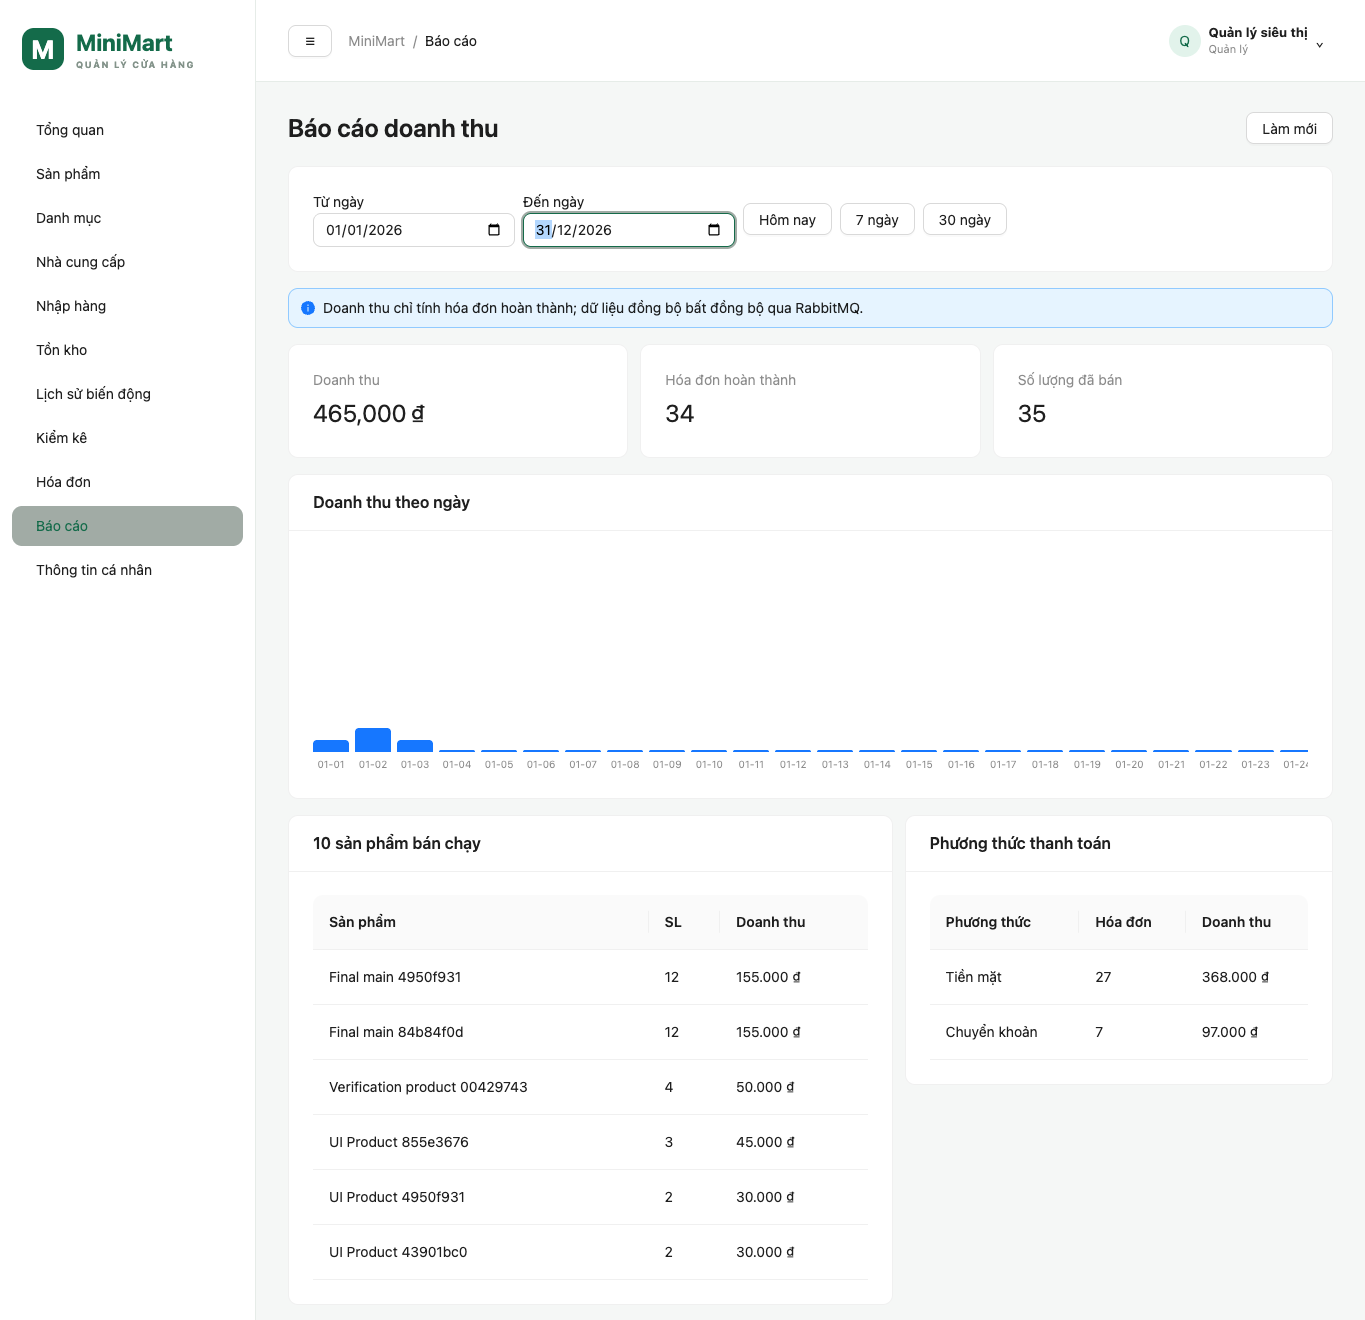 M MiniMart
QUẢN LÝ CỬA HÀNG
Tổng quan
Sản phẩm
Danh mục
Nhà cung cấp
Nhập hàng
Tồn kho
Lịch sử biến động
Kiểm kê
Hóa đơn
Báo cáo
Thông tin cá nhân
MiniMart / Báo cáo
Q
Quản lý siêu thị
Quản lý
Báo cáo doanh thu
Làm mới
Từ ngày
01/01/2026
Đến ngày
31/12/2026
Hôm nay
7 ngày
30 ngày
Doanh thu chỉ tính hóa đơn hoàn thành; dữ liệu đồng bộ bất đồng bộ qua RabbitMQ.
Doanh thu
465,000 ₫
Hóa đơn hoàn thành
34
Số lượng đã bán
35
Doanh thu theo ngày
01-01 01-02 01-03 01-04 01-05 01-06 01-07 01-08 01-09 01-10 01-11 01-12 01-13 01-14 01-15 01-16 01-17 01-18 01-19 01-20 01-21 01-22 01-23 01-24
10 sản phẩm bán chạy
Sản phẩm SL Doanh thu
Final main 4950f931 12 155.000 ₫
Final main 84b84f0d 12 155.000 ₫
Verification product 00429743 4 50.000 ₫
UI Product 855e3676 3 45.000 ₫
UI Product 4950f931 2 30.000 ₫
UI Product 43901bc0 2 30.000 ₫
Phương thức thanh toán
Phương thức Hóa đơn Doanh thu
Tiền mặt 27 368.000 ₫
Chuyển khoản 7 97.000 ₫